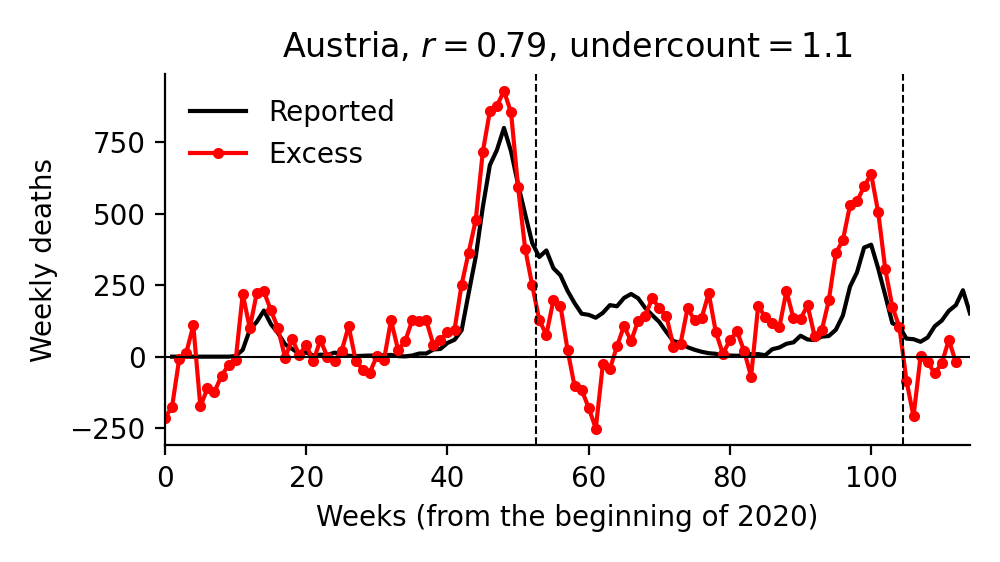 Austria, r = 0.79, undercount = 1.1
Reported
Excess
Weekly deaths
750
500
250
0
−250
0 20 40 60 80 100
Weeks (from the beginning of 2020)